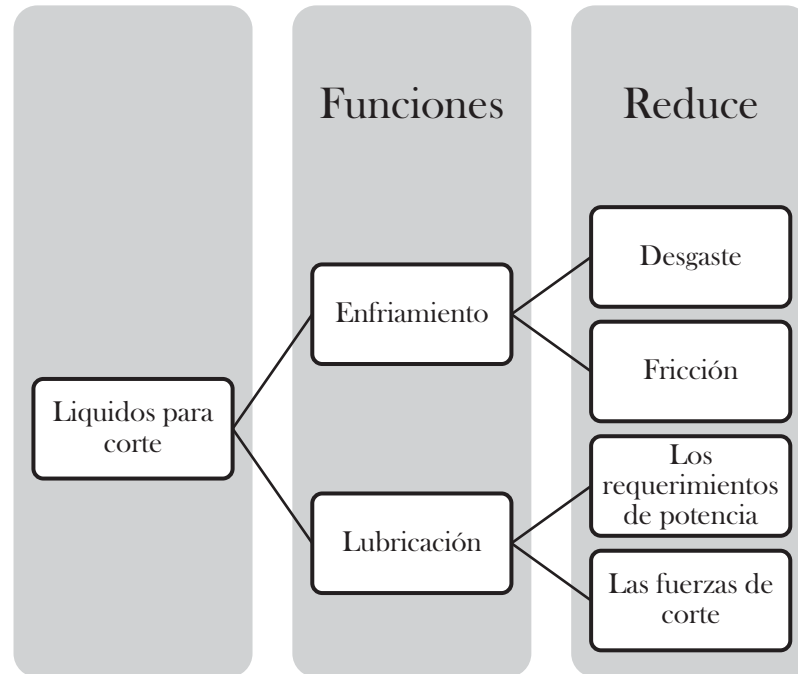 Funciones
Reduce
Liquidos para
corte
Enfriamiento
Lubricación
Desgaste
Fricción
Los
requerimientos
de potencia
Las fuerzas de
corte